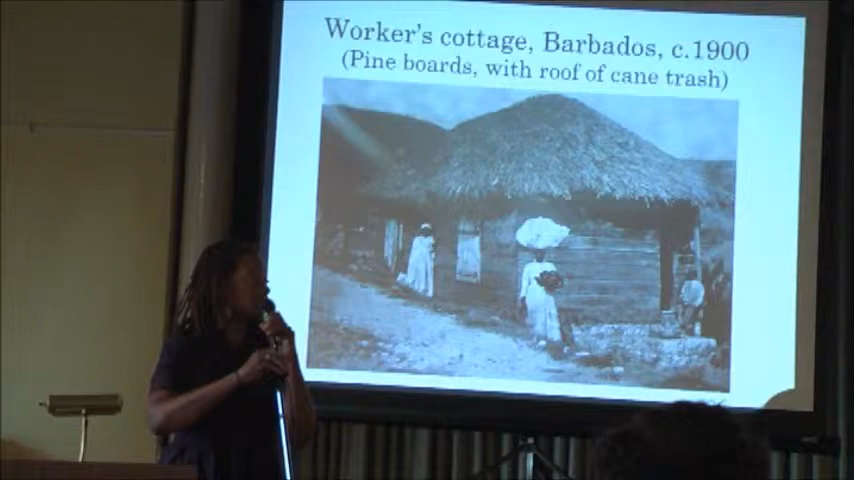 Worker's cottage, Barbados, c.1900
(Pine boards, with roof of cane trash)